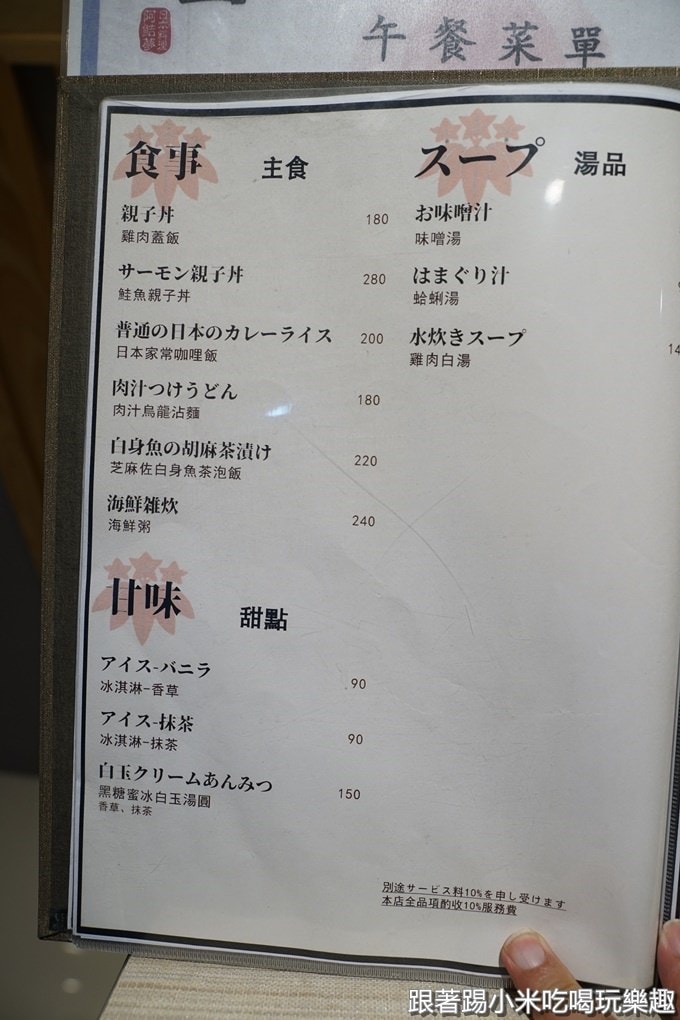 午餐菜單
食事 主食
親子丼 180
雞肉蓋飯
サーモン親子丼 280
鮭魚親子丼
普通の日本のカレーライス 200
日本家常咖哩飯
肉汁つけうどん 180
肉汁烏龍沾麵
白身魚の胡麻茶漬け 220
芝麻佐白身魚茶泡飯
海鮮雑炊 240
海鮮粥
甘味 甜點
アイス-バニラ 90
冰淇淋-香草
アイス-抹茶 90
冰淇淋-抹茶
白玉クリームあんみつ 150
黑糖蜜冰白玉湯圓
香草、抹茶
スープ 湯品
お味噌汁
味噌湯
はまぐり汁
蛤蜊湯
水炊きスープ
雞肉白湯
別途サービス料10%を申し受けます
本店全品項酌收10%服務費
跟著踢小米吃喝玩樂趣